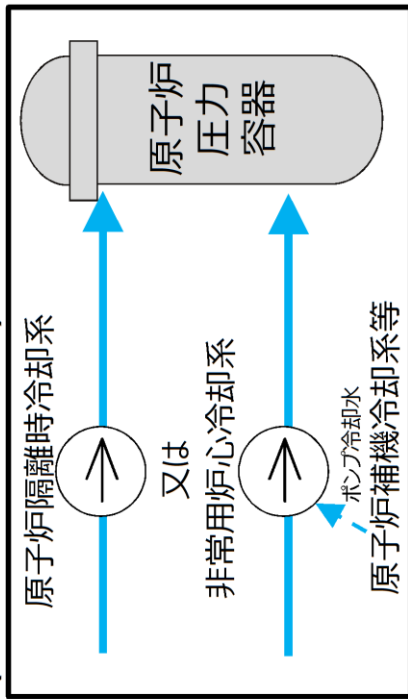 原子炉
圧力
容器
原子炉隔離時冷却系
又は
非常用炉心冷却系
ポンプ冷却水
原子炉補機冷却系等